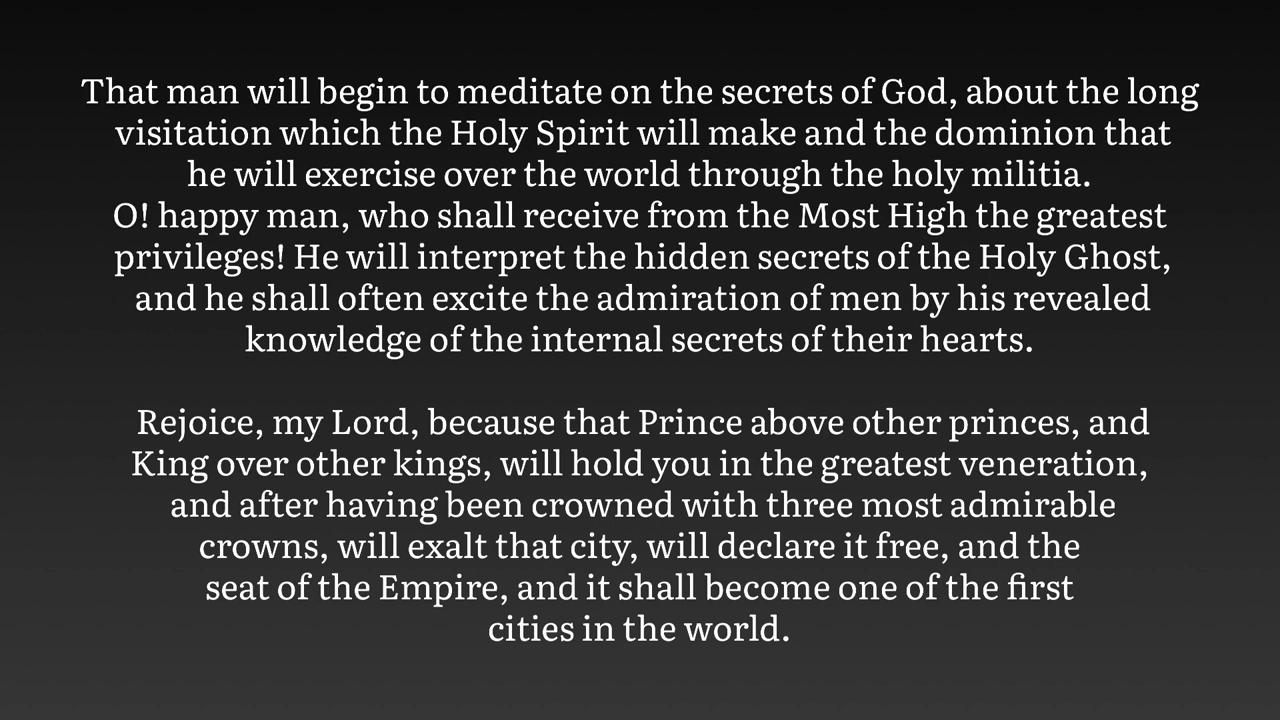 That man will begin to meditate on the secrets of God, about the long
visitation which the Holy Spirit will make and the dominion that
he will exercise over the world through the holy militia.
O! happy man, who shall receive from the Most High the greatest
privileges! He will interpret the hidden secrets of the Holy Ghost,
and he shall often excite the admiration of men by his revealed
knowledge of the internal secrets of their hearts.
Rejoice, my Lord, because that Prince above other princes, and
King over other kings, will hold you in the greatest veneration,
and after having been crowned with three most admirable
crowns, will exalt that city, will declare it free, and the
seat of the Empire, and it shall become one of the first
cities in the world.